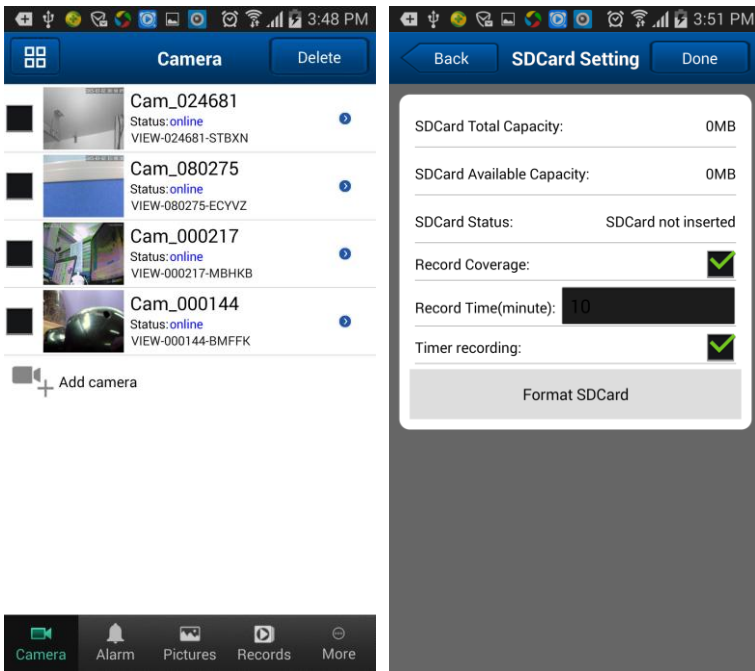 3:48 PM
Camera
Delete
Cam_024681
Status:online
VIEW-024681-STBXN
Cam_080275
Status:online
VIEW-080275-ECYVZ
Cam_000217
Status:online
VIEW-000217-MBHKB
Cam_000144
Status:online
VIEW-000144-BMFFK
Add camera
Camera Alarm Pictures Records More
3:51 PM
Back SDCard Setting Done
SDCard Total Capacity: 0MB
SDCard Available Capacity: 0MB
SDCard Status: SDCard not inserted
Record Coverage:
Record Time(minute): 10
Timer recording:
Format SDCard